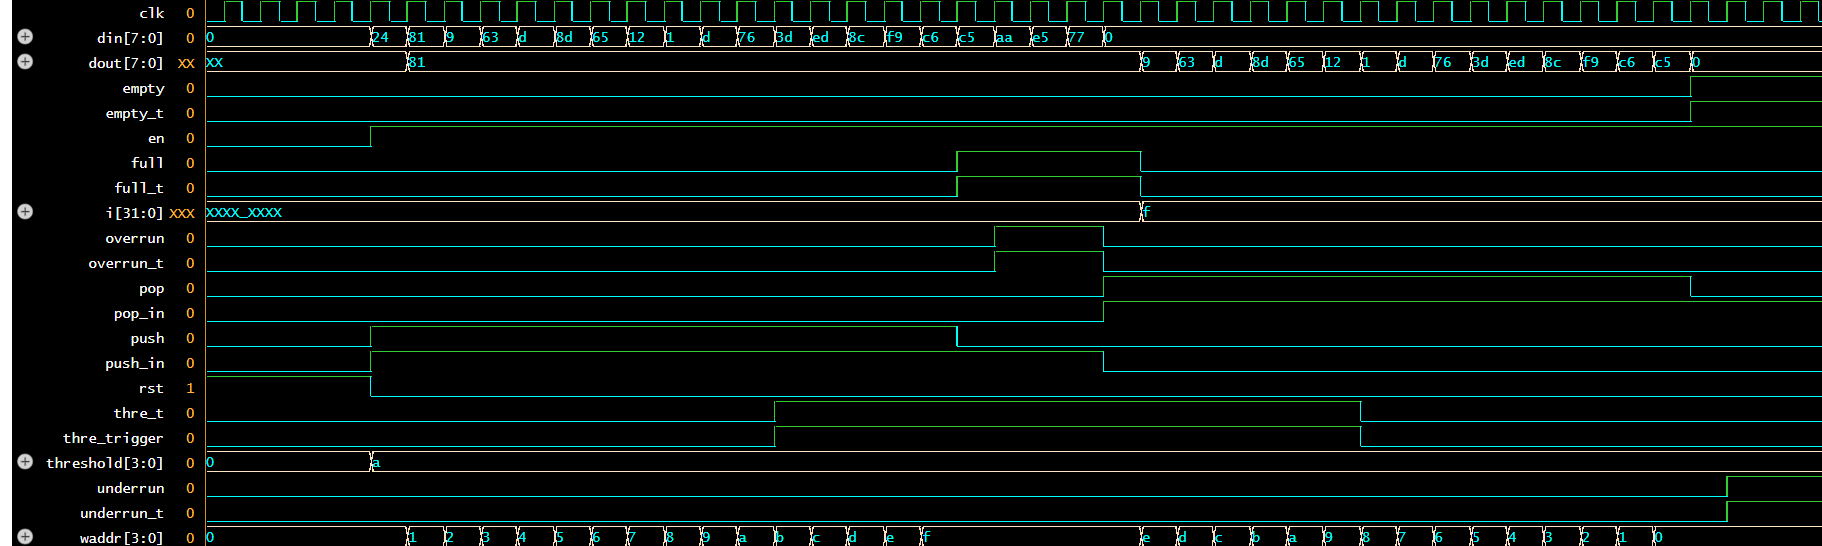 clk 0
din[7:0] 0 0 24 81 9 63 d 8d 65 12 1 d 76 3d ed 8c f9 c6 c5 aa e5 77 0
dout[7:0] XX XX 81 9 63 d 8d 65 12 1 d 76 3d ed 8c f9 c6 c5 0
empty 0
empty_t 0
en 0
full 0
full_t 0
i[31:0] XXX XXXX_XXXX f
overrun 0
overrun_t 0
pop 0
pop_in 0
push 0
push_in 0
rst 1
thre_t 0
thre_trigger 0
threshold[3:0] 0 0 a
underrun 0
underrun_t 0
waddr[3:0] 0 0 1 2 3 4 5 6 7 8 9 a b c d e f e d c b a 9 8 7 6 5 4 3 2 1 0